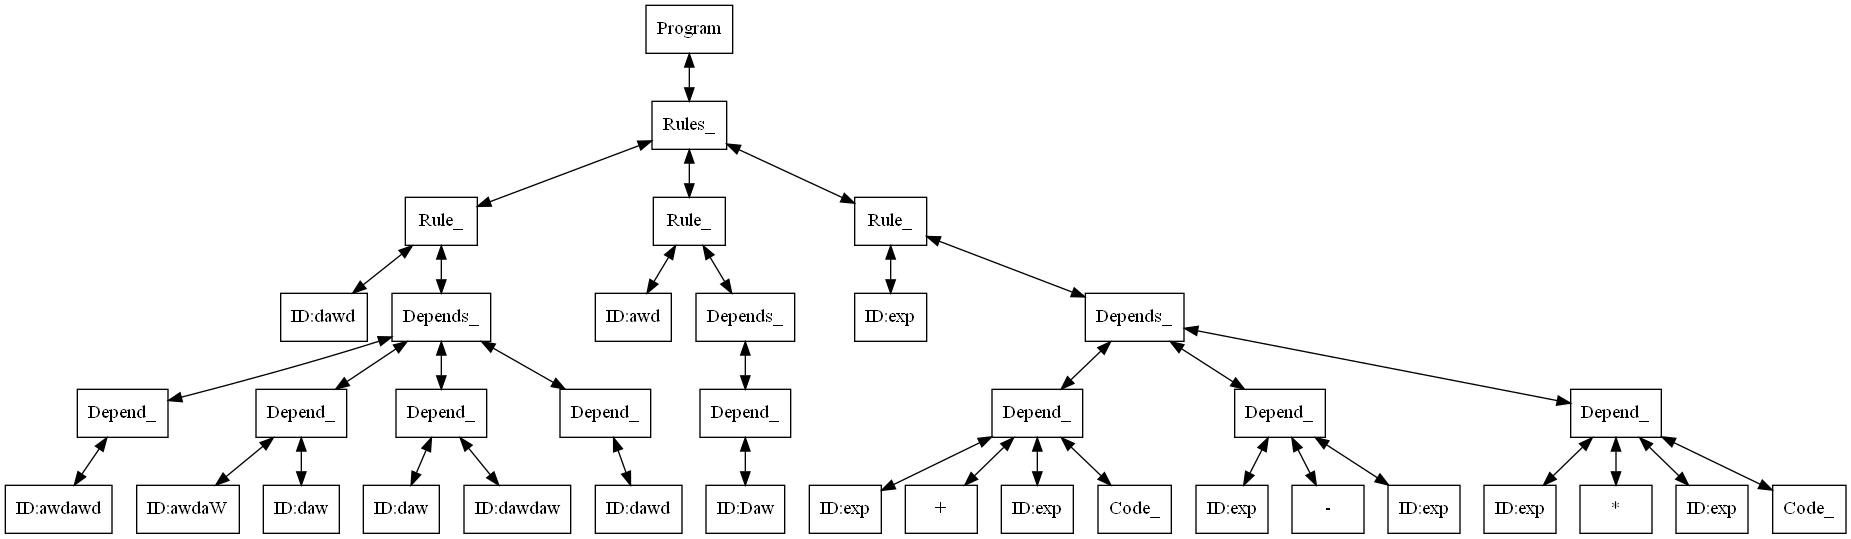 Program
Rules_
Rule_ Rule_ Rule_
ID:dawd Depends_ ID:awd Depends_ ID:exp Depends_
Depend_ Depend_ Depend_ Depend_ Depend_ Depend_ Depend_ Depend_
ID:awdawd ID:awdaW ID:daw ID:daw ID:dawdaw ID:dawd ID:Daw ID:exp + ID:exp Code_ ID:exp - ID:exp ID:exp * ID:exp Code_